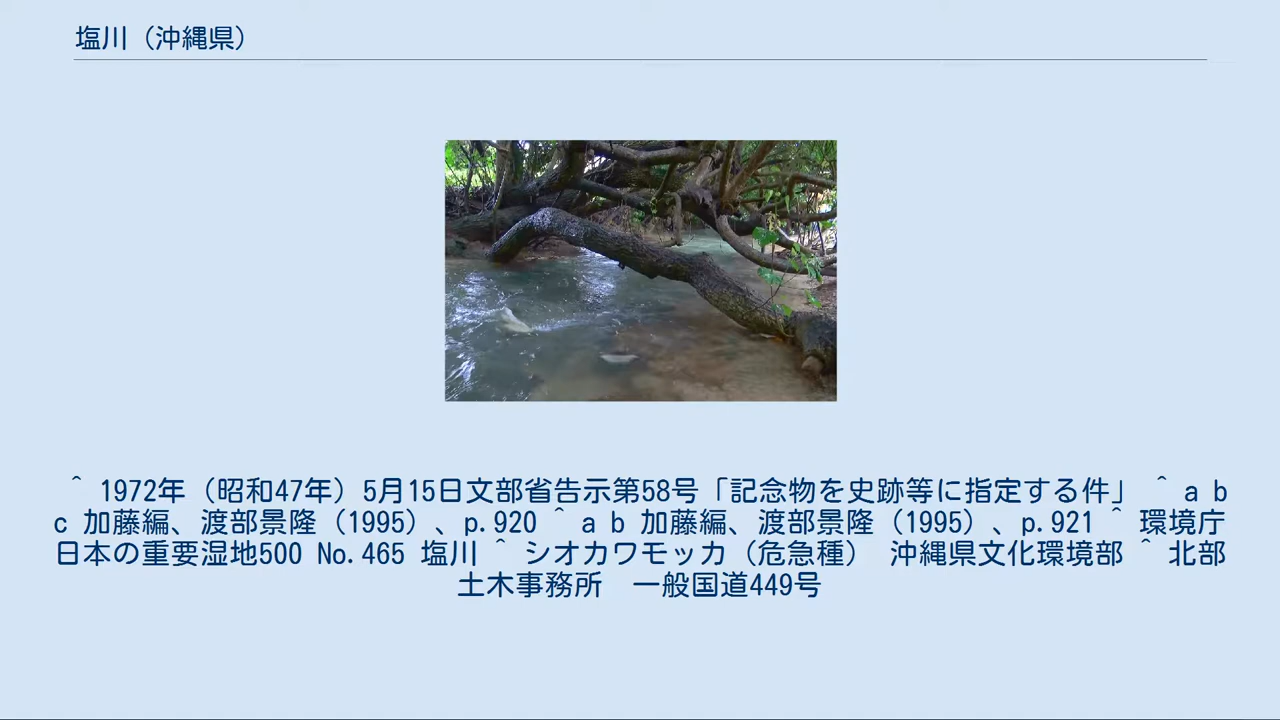 塩川（沖縄県）
^ 1972年（昭和47年）5月15日文部省告示第58号「記念物を史跡等に指定する件」 ^ a b
c 加藤編、渡部景隆（1995）、p.920 ^ a b 加藤編、渡部景隆（1995）、p.921 ^ 環境庁
日本の重要湿地500 No.465 塩川 ^ シオカワモッカ（危急種） 沖縄県文化環境部 ^ 北部
土木事務所　一般国道449号